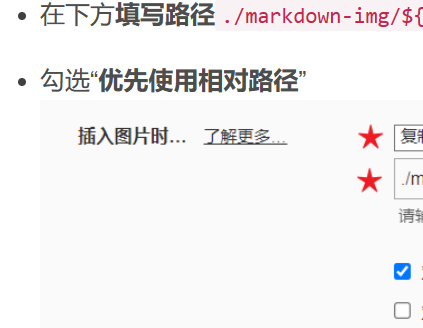 在下方填写路径 ./markdown-img/${
勾选“优先使用相对路径”
插入图片时... 了解更多...
复制
./m
请输